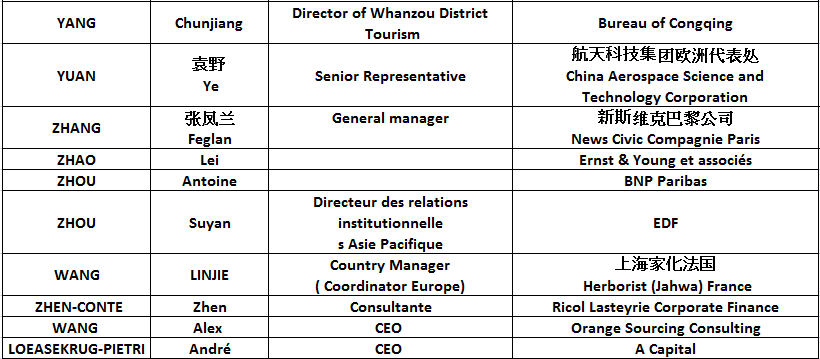 YANG Chunjiang Director of Whanzou District Bureau of Congqing
Tourism
袁野 航天科技集团欧洲代表处
YUAN Ye Senior Representative China Aerospace Science and
Technology Corporation
张凤兰 General manager 新斯维克巴黎公司
ZHANG Feglan News Civic Compagnie Paris
ZHAO Lei Ernst & Young et associés
ZHOU Antoine BNP Paribas
Directeur des relations
ZHOU Suyan institutionnelle EDF
s Asie Pacifique
Country Manager 上海家化法国
WANG LINJIE ( Coordinator Europe) Herborist (Jahwa) France
ZHEN-CONTE Zhen Consultante Ricol Lasteyrie Corporate Finance
WANG Alex CEO Orange Sourcing Consulting
LOEASEKRUG-PIETRI André CEO A Capital